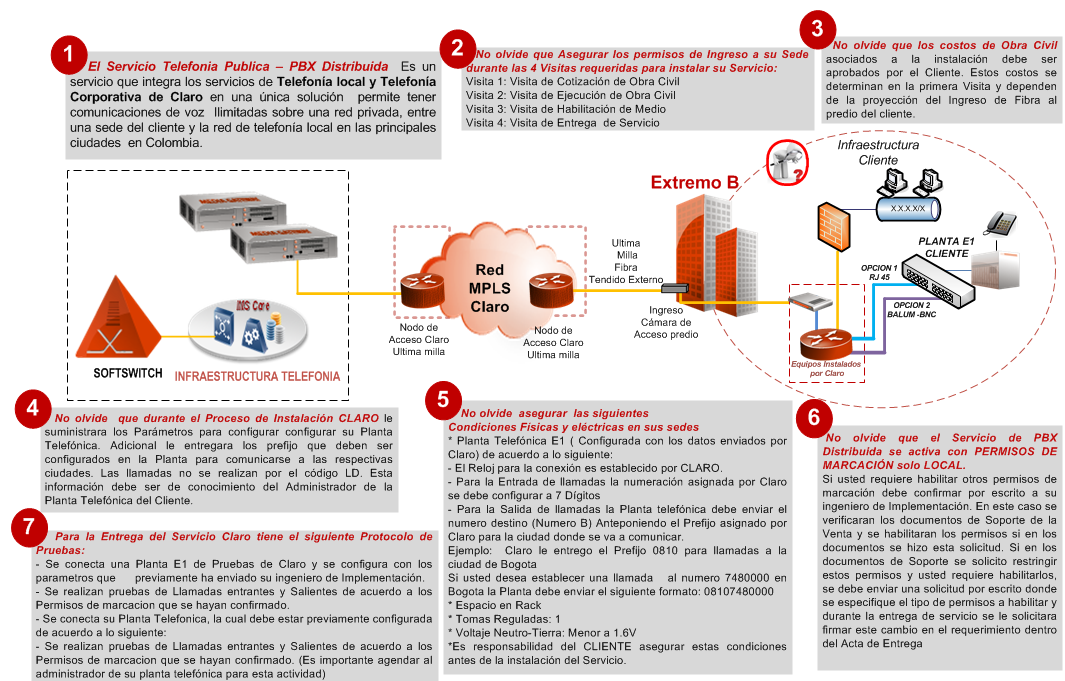 1
El Servicio Telefonia Publica – PBX Distribuida Es un
servicio que integra los servicios de Telefonía local y Telefonía
Corporativa de Claro en una única solución permite tener
comunicaciones de voz Ilimitadas sobre una red privada, entre
una sede del cliente y la red de telefonía local en las principales
ciudades en Colombia.
2
No olvide que Asegurar los permisos de Ingreso a su Sede
durante las 4 Visitas requeridas para instalar su Servicio:
Visita 1: Visita de Cotización de Obra Civil
Visita 2: Visita de Ejecución de Obra Civil
Visita 3: Visita de Habilitación de Medio
Visita 4: Visita de Entrega de Servicio
3
No olvide que los costos de Obra Civil
asociados a la instalación debe ser
aprobados por el Cliente. Estos costos se
determinan en la primera Visita y dependen
de la proyección del Ingreso de Fibra al
predio del cliente.
MEDIA GATEWAY
MEDIA GATEWAY
SOFTSWITCH
IMS Core
INFRAESTRUCTURA TELEFONIA
Red
MPLS
Claro
Nodo de
Acceso Claro
Ultima milla
Nodo de
Acceso Claro
Ultima milla
Ultima
Milla
Fibra
Tendido Externo
Extremo B
Ingreso
Cámara de
Acceso predio
?
Infraestructura
Cliente
X.X.X.X/X
PLANTA E1
CLIENTE
OPCION 1
RJ 45
OPCION 2
BALUM -BNC
Equipos Instalados
por Claro
4
No olvide que durante el Proceso de Instalación CLARO le
suministrara los Parámetros para configurar configurar su Planta
Telefónica. Adicional le entregara los prefijo que deben ser
configurados en la Planta para comunicarse a las respectivas
ciudades. Las llamadas no se realizan por el código LD. Esta
información debe ser de conocimiento del Administrador de la
Planta Telefónica del Cliente.
5
No olvide asegurar las siguientes
Condiciones Físicas y eléctricas en sus sedes
* Planta Telefónica E1 ( Configurada con los datos enviados por
Claro) de acuerdo a lo siguiente:
- El Reloj para la conexión es establecido por CLARO.
- Para la Entrada de llamadas la numeración asignada por Claro
se debe configurar a 7 Dígitos
- Para la Salida de llamadas la Planta telefónica debe enviar el
numero destino (Numero B) Anteponiendo el Prefijo asignado por
Claro para la ciudad donde se va a comunicar.
Ejemplo: Claro le entrego el Prefijo 0810 para llamadas a la
ciudad de Bogota
Si usted desea establecer una llamada al numero 7480000 en
Bogota la Planta debe enviar el siguiente formato: 08107480000
* Espacio en Rack
* Tomas Reguladas: 1
* Voltaje Neutro-Tierra: Menor a 1.6V
*Es responsabilidad del CLIENTE asegurar estas condiciones
antes de la instalación del Servicio.
6
No olvide que el Servicio de PBX
Distribuida se activa con PERMISOS DE
MARCACIÓN solo LOCAL.
Si usted requiere habilitar otros permisos de
marcación debe confirmar por escrito a su
ingeniero de Implementación. En este caso se
verificaran los documentos de Soporte de la
Venta y se habilitaran los permisos si en los
documentos se hizo esta solicitud. Si en los
documentos de Soporte se solicito restringir
estos permisos y usted requiere habilitarlos,
se debe enviar una solicitud por escrito donde
se especifique el tipo de permisos a habilitar y
durante la entrega de servicio se le solicitara
firmar este cambio en el requerimiento dentro
del Acta de Entrega
7
Para la Entrega del Servicio Claro tiene el siguiente Protocolo de
Pruebas:
- Se conecta una Planta E1 de Pruebas de Claro y se configura con los
parametros que previamente ha enviado su ingeniero de Implementación.
- Se realizan pruebas de Llamadas entrantes y Salientes de acuerdo a los
Permisos de marcacion que se hayan confirmado.
- Se conecta su Planta Telefonica, la cual debe estar previamente configurada
de acuerdo a lo siguiente:
- Se realizan pruebas de Llamadas entrantes y Salientes de acuerdo a los
Permisos de marcacion que se hayan confirmado. (Es importante agendar al
administrador de su planta telefónica para esta actividad)